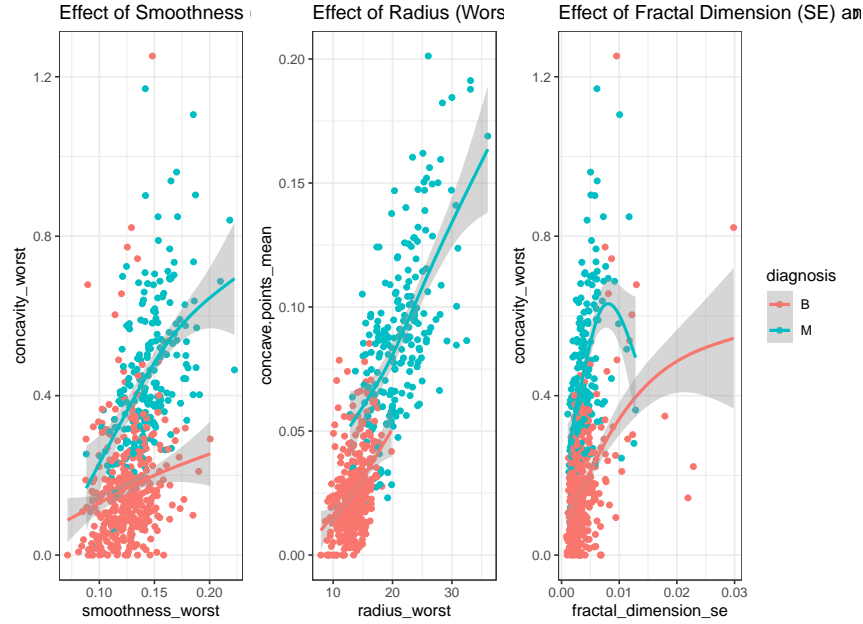 Effect of Smoothness (
Effect of Radius (Wors
Effect of Fractal Dimension (SE) an
concavity_worst
1.2
0.8
0.4
0.0
0.10
0.15
0.20
smoothness_worst
concave.points_mean
0.20
0.15
0.10
0.05
0.00
10
20
30
radius_worst
concavity_worst
1.2
0.8
0.4
0.0
0.00
0.01
0.02
0.03
fractal_dimension_se
diagnosis
B
M